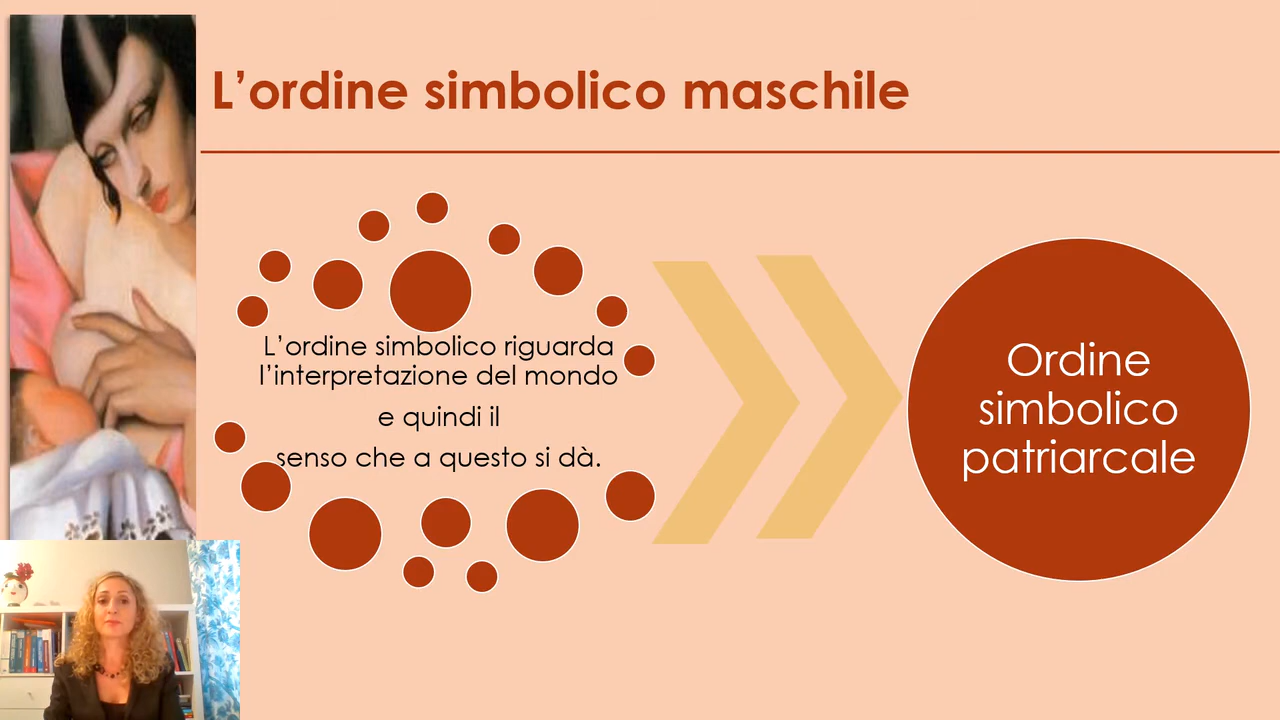 L’ordine simbolico maschile
L’ordine simbolico riguarda
l’interpretazione del mondo
e quindi il
senso che a questo si dà.
Ordine
simbolico
patriarcale